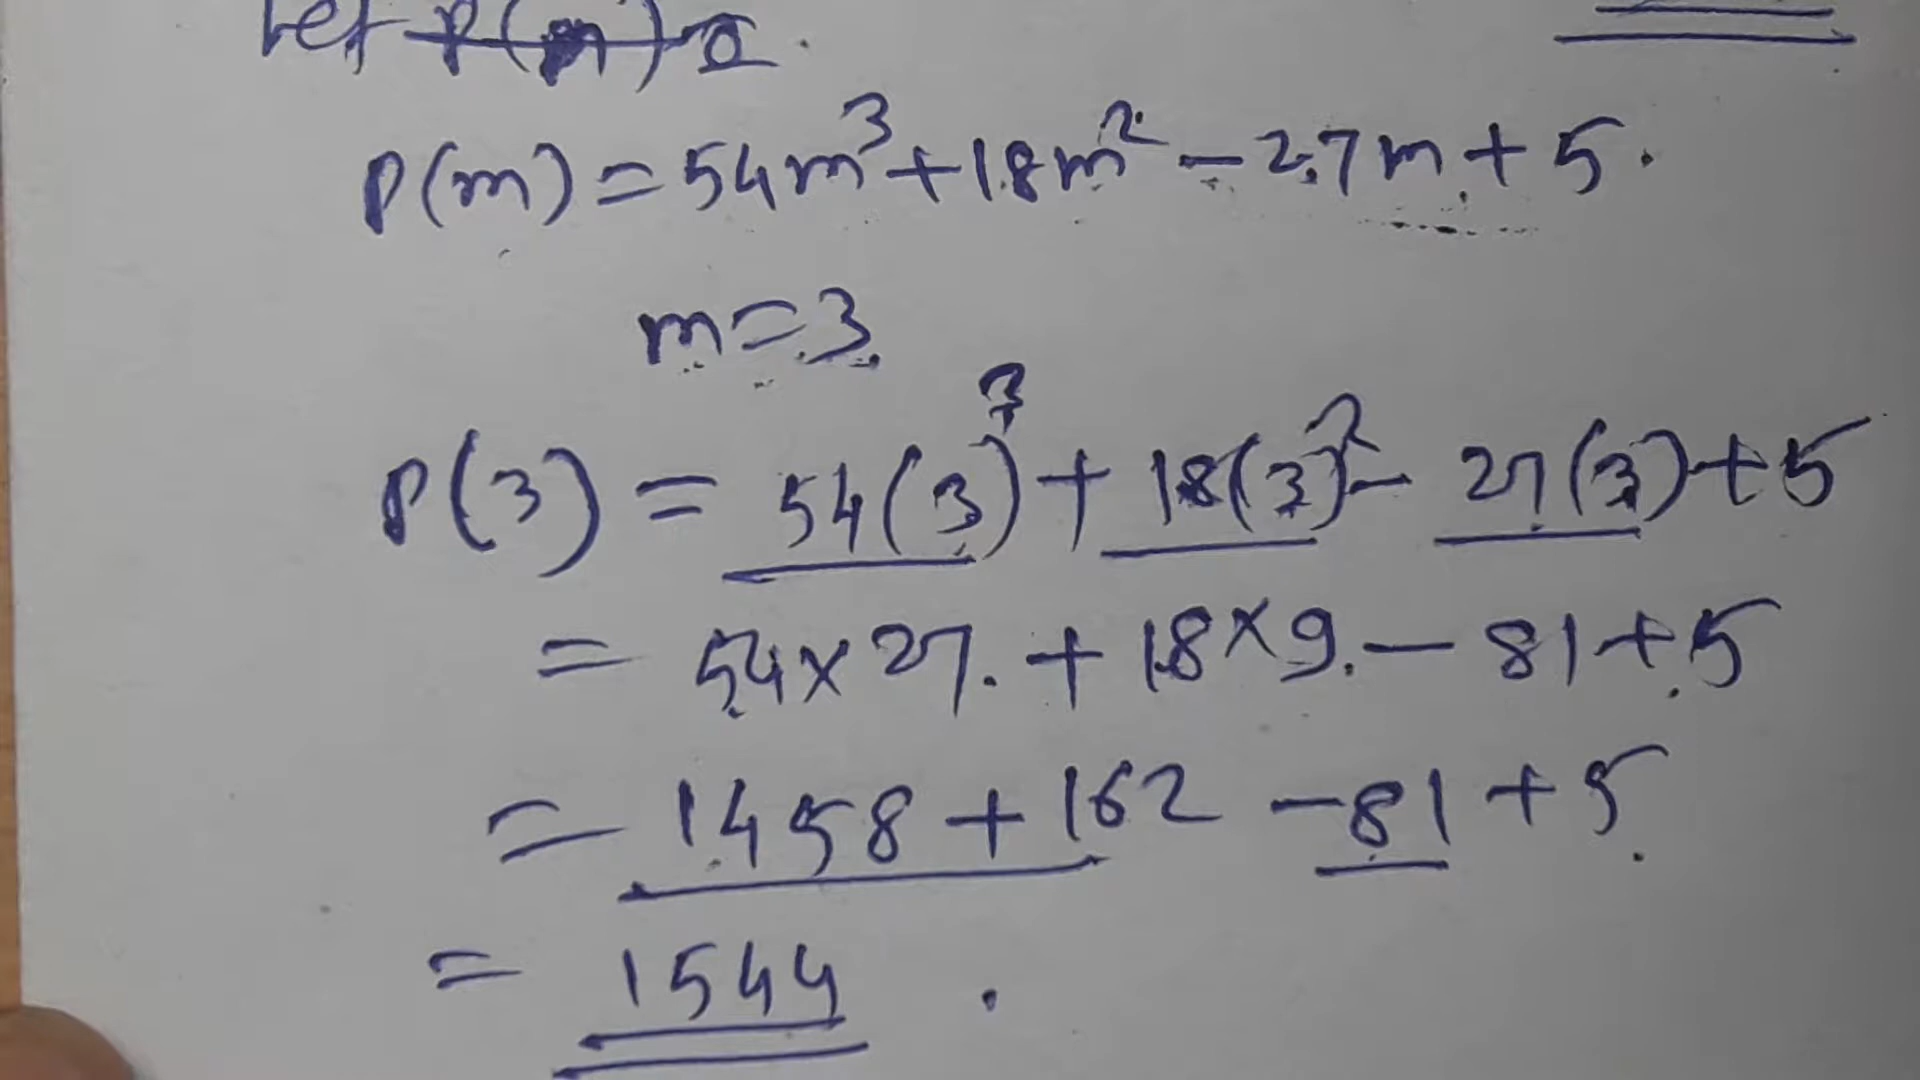 Let P(m) =
P(m) = 54m³ + 18m² - 27m + 5.
m = 3.
P(3) = 54(3)³ + 18(3)² - 27(3) + 5
= 54 × 27. + 18 × 9. - 81 + 5
= 1458 + 162 - 81 + 5
= 1544.